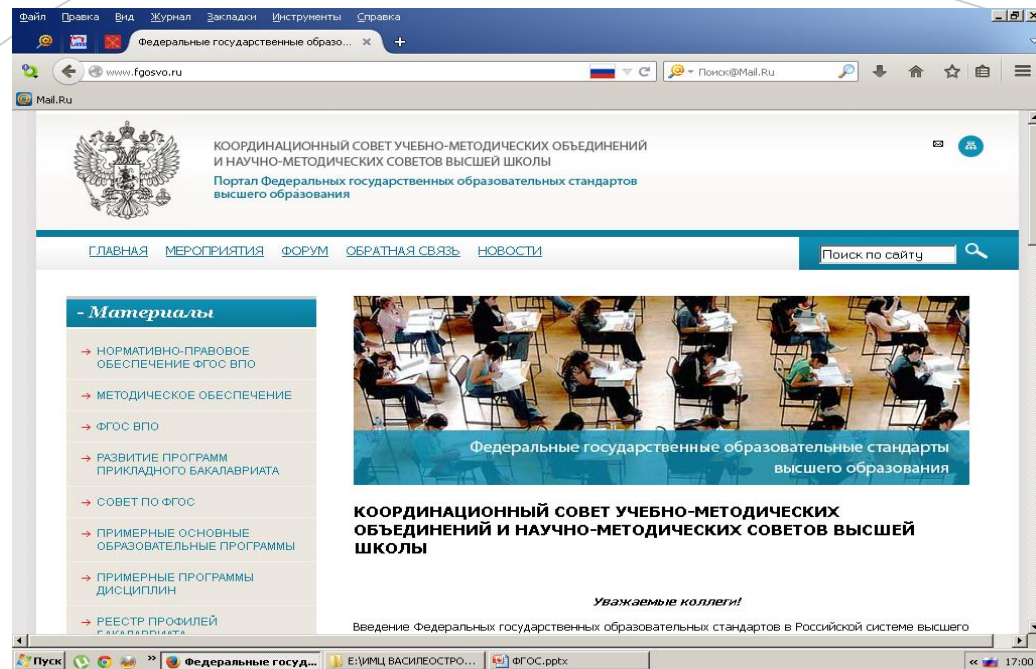 Файл Правка Вид Журнал Закладки Инструменты Справка
Федеральные государственные образо... × +
www.fgosvo.ru
Поиск@Mail.Ru
Mail.Ru
КООРДИНАЦИОННЫЙ СОВЕТ УЧЕБНО-МЕТОДИЧЕСКИХ ОБЪЕДИНЕНИЙ
И НАУЧНО-МЕТОДИЧЕСКИХ СОВЕТОВ ВЫСШЕЙ ШКОЛЫ
Портал Федеральных государственных образовательных стандартов
высшего образования
ГЛАВНАЯ МЕРОПРИЯТИЯ ФОРУМ ОБРАТНАЯ СВЯЗЬ НОВОСТИ
Поиск по сайту
- Материалы
НОРМАТИВНО-ПРАВОВОЕ
ОБЕСПЕЧЕНИЕ ФГОС ВПО
МЕТОДИЧЕСКОЕ ОБЕСПЕЧЕНИЕ
ФГОС ВПО
РАЗВИТИЕ ПРОГРАММ
ПРИКЛАДНОГО БАКАЛАВРИАТА
СОВЕТ ПО ФГОС
ПРИМЕРНЫЕ ОСНОВНЫЕ
ОБРАЗОВАТЕЛЬНЫЕ ПРОГРАММЫ
ПРИМЕРНЫЕ ПРОГРАММЫ
ДИСЦИПЛИН
РЕЕСТР ПРОФИЛЕЙ
Федеральные государственные образовательные стандарты
высшего образования
КООРДИНАЦИОННЫЙ СОВЕТ УЧЕБНО-МЕТОДИЧЕСКИХ
ОБЪЕДИНЕНИЙ И НАУЧНО-МЕТОДИЧЕСКИХ СОВЕТОВ ВЫСШЕЙ
ШКОЛЫ
Уважаемые коллеги!
Введение Федеральных государственных образовательных стандартов в Российской системе высшего
Пуск » Федеральные госуд... E:\ИМЦ ВАСИЛЕОСТРО... ФГОС.pptx « 17:00